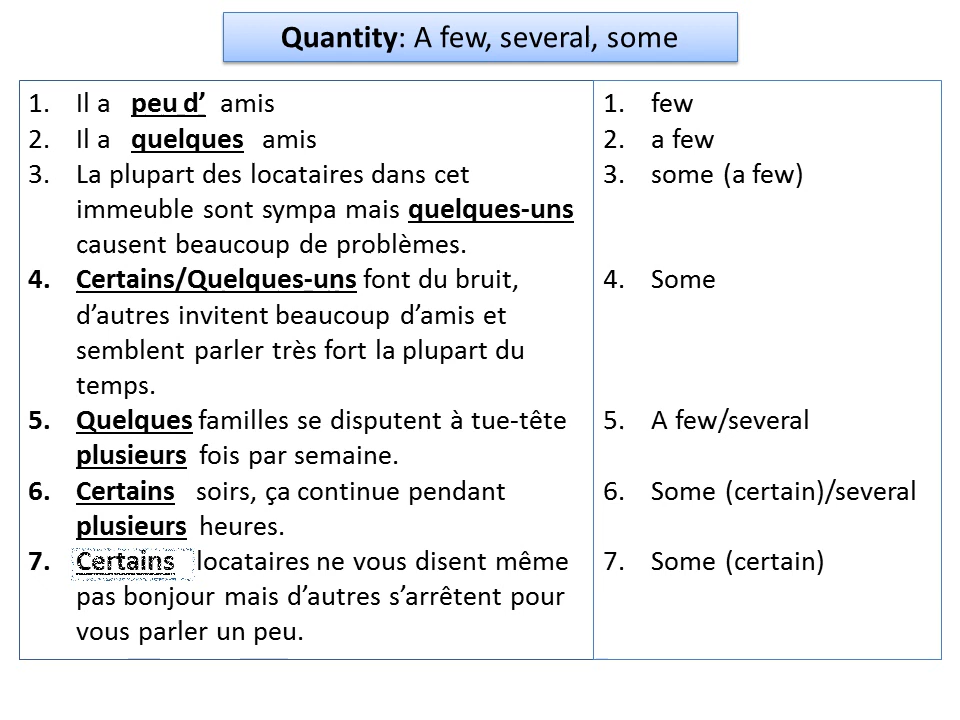 Quantity: A few, several, some
1. Il a peu d’ amis
2. Il a quelques amis
3. La plupart des locataires dans cet
immeuble sont sympa mais quelques-uns
causent beaucoup de problèmes.
4. Certains/Quelques-uns font du bruit,
d’autres invitent beaucoup d’amis et
semblent parler très fort la plupart du
temps.
5. Quelques familles se disputent à tue-tête
plusieurs fois par semaine.
6. Certains soirs, ça continue pendant
plusieurs heures.
7. Certains locataires ne vous disent même
pas bonjour mais d’autres s’arrêtent pour
vous parler un peu.
1. few
2. a few
3. some (a few)
4. Some
5. A few/several
6. Some (certain)/several
7. Some (certain)